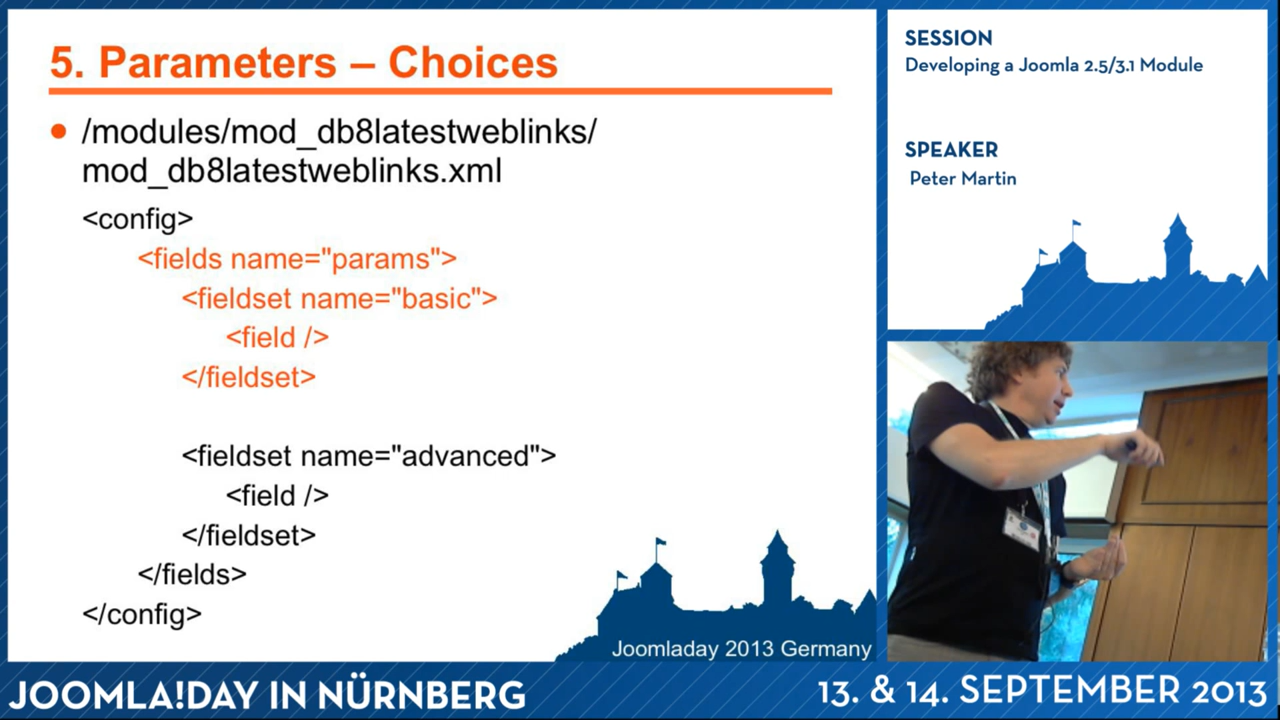 5. Parameters – Choices
/modules/mod_db8latestweblinks/
mod_db8latestweblinks.xml
<config>
<fields name="params">
<fieldset name="basic">
<field />
</fieldset>
<fieldset name="advanced">
<field />
</fieldset>
</fields>
</config>
Joomladay 2013 Germany
SESSION
Developing a Joomla 2.5/3.1 Module
SPEAKER
Peter Martin
JOOMLA!DAY IN NÜRNBERG
13. & 14. SEPTEMBER 2013